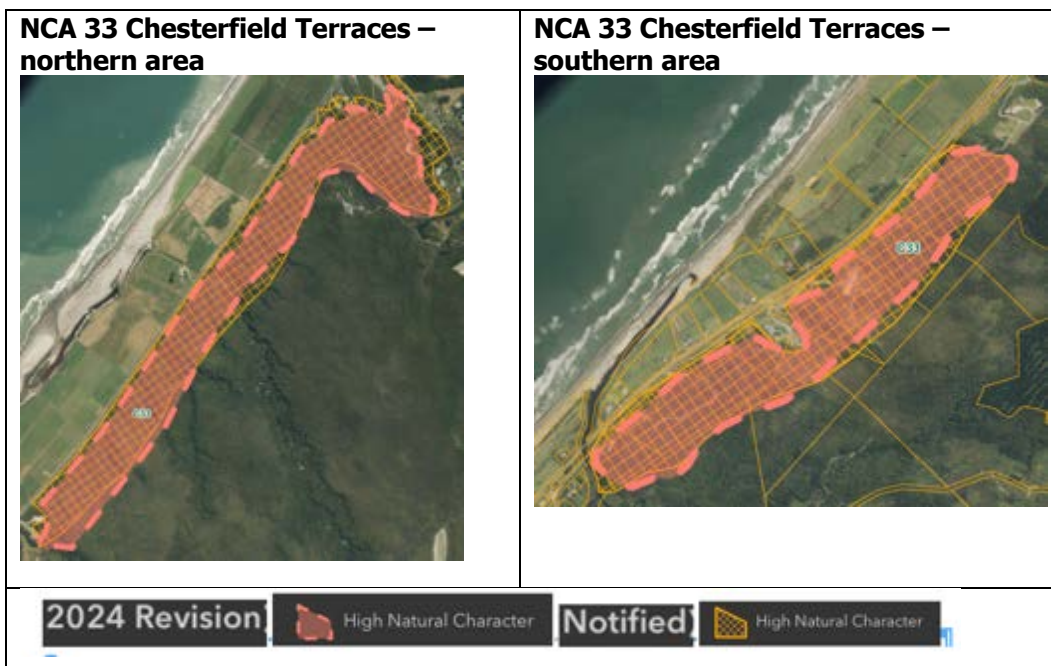 NCA 33 Chesterfield Terraces –
northern area
NCA 33 Chesterfield Terraces –
southern area
2024 Revision) High Natural Character Notified) High Natural Character ¶